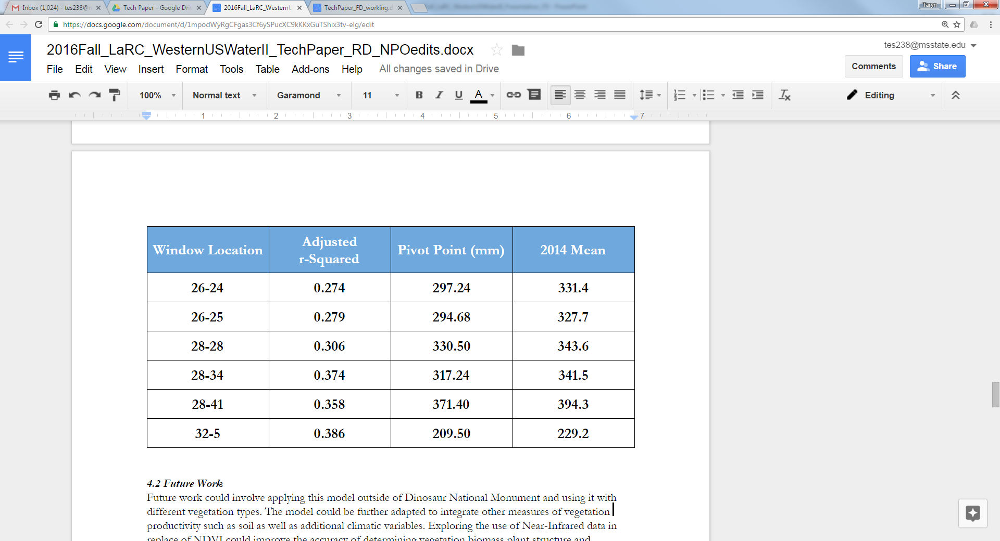 Inbox (1,024) - tes238@
Tech Paper - Google Driv
2016Fall_LaRC_WesternU
TechPaper_FD_working.d
Taryn
https://docs.google.com/document/d/1mpodWyRgCFgas3Cf6ySPucXC9kKKxGuTShix3tv-elg/edit
2016Fall_LaRC_WesternUSWaterII_TechPaper_RD_NPOedits.docx
tes238@msstate.edu
File Edit View Insert Format Tools Table Add-ons Help All changes saved in Drive
Comments
Share
100% Normal text Garamond 11 B I U A Editing
1 2 3 4 5 6 7
Window Location Adjusted r-Squared Pivot Point (mm) 2014 Mean
26-24 0.274 297.24 331.4
26-25 0.279 294.68 327.7
28-28 0.306 330.50 343.6
28-34 0.374 317.24 341.5
28-41 0.358 371.40 394.3
32-5 0.386 209.50 229.2
4.2 Future Work
Future work could involve applying this model outside of Dinosaur National Monument and using it with
different vegetation types. The model could be further adapted to integrate other measures of vegetation
productivity such as soil as well as additional climatic variables. Exploring the use of Near-Infrared data in
replace of NDVI could improve the accuracy of determining vegetation biomass plant structure and